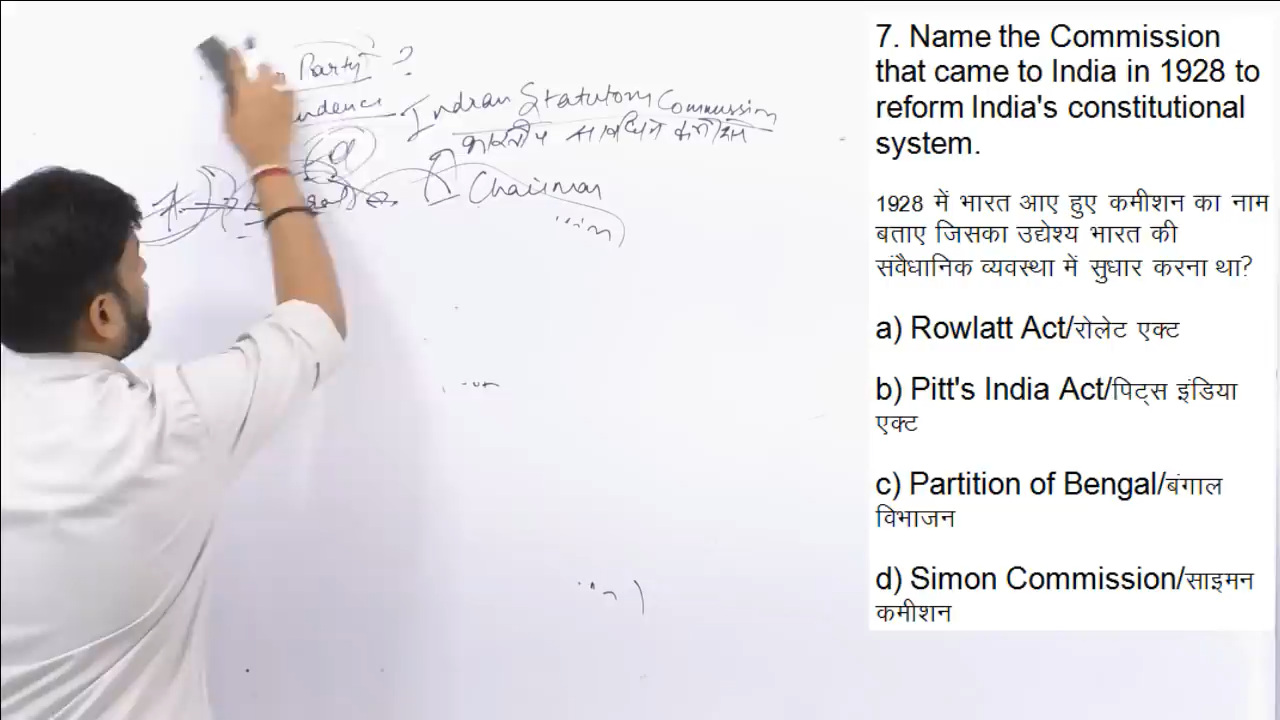 Party ?
Indian Statutory Commission
भारतीय
Chairman
7. Name the Commission
that came to India in 1928 to
reform India's constitutional
system.
1928 में भारत आए हुए कमीशन का नाम
बताए जिसका उद्येश्य भारत की
संवैधानिक व्यवस्था में सुधार करना था?
a) Rowlatt Act/रोलेट एक्ट
b) Pitt's India Act/पिट्स इंडिया
एक्ट
c) Partition of Bengal/बंगाल
विभाजन
d) Simon Commission/साइमन
कमीशन